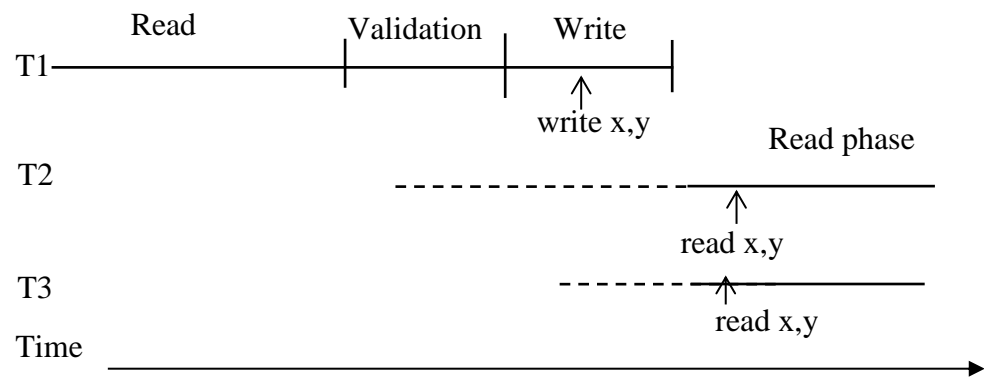 Read Validation Write
T1
write x,y
Read phase
T2
read x,y
T3
read x,y
Time